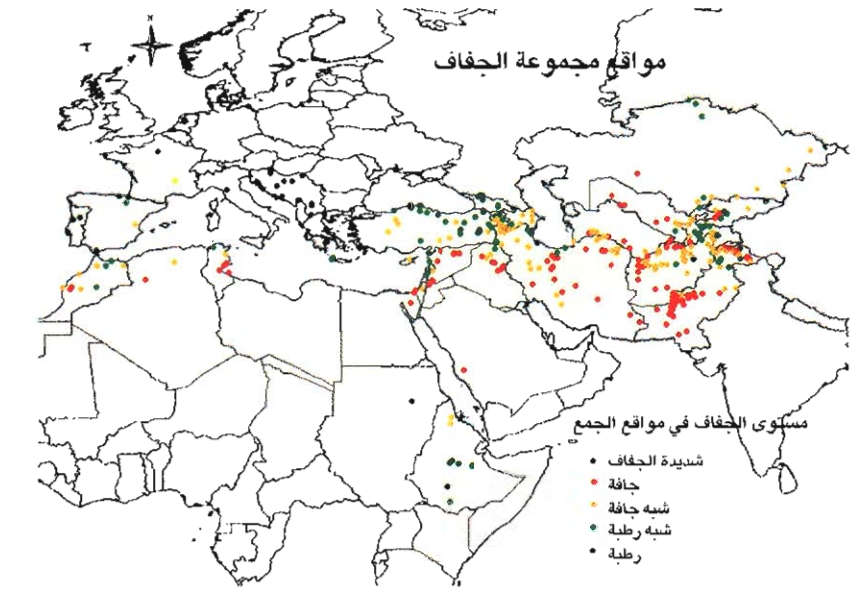 N
مواقع مجموعة الجفاف
مستوى الجفاف في مواقع الجمع
شديدة الجفاف
جافة
شبه جافة
شبه رطبة
رطبة